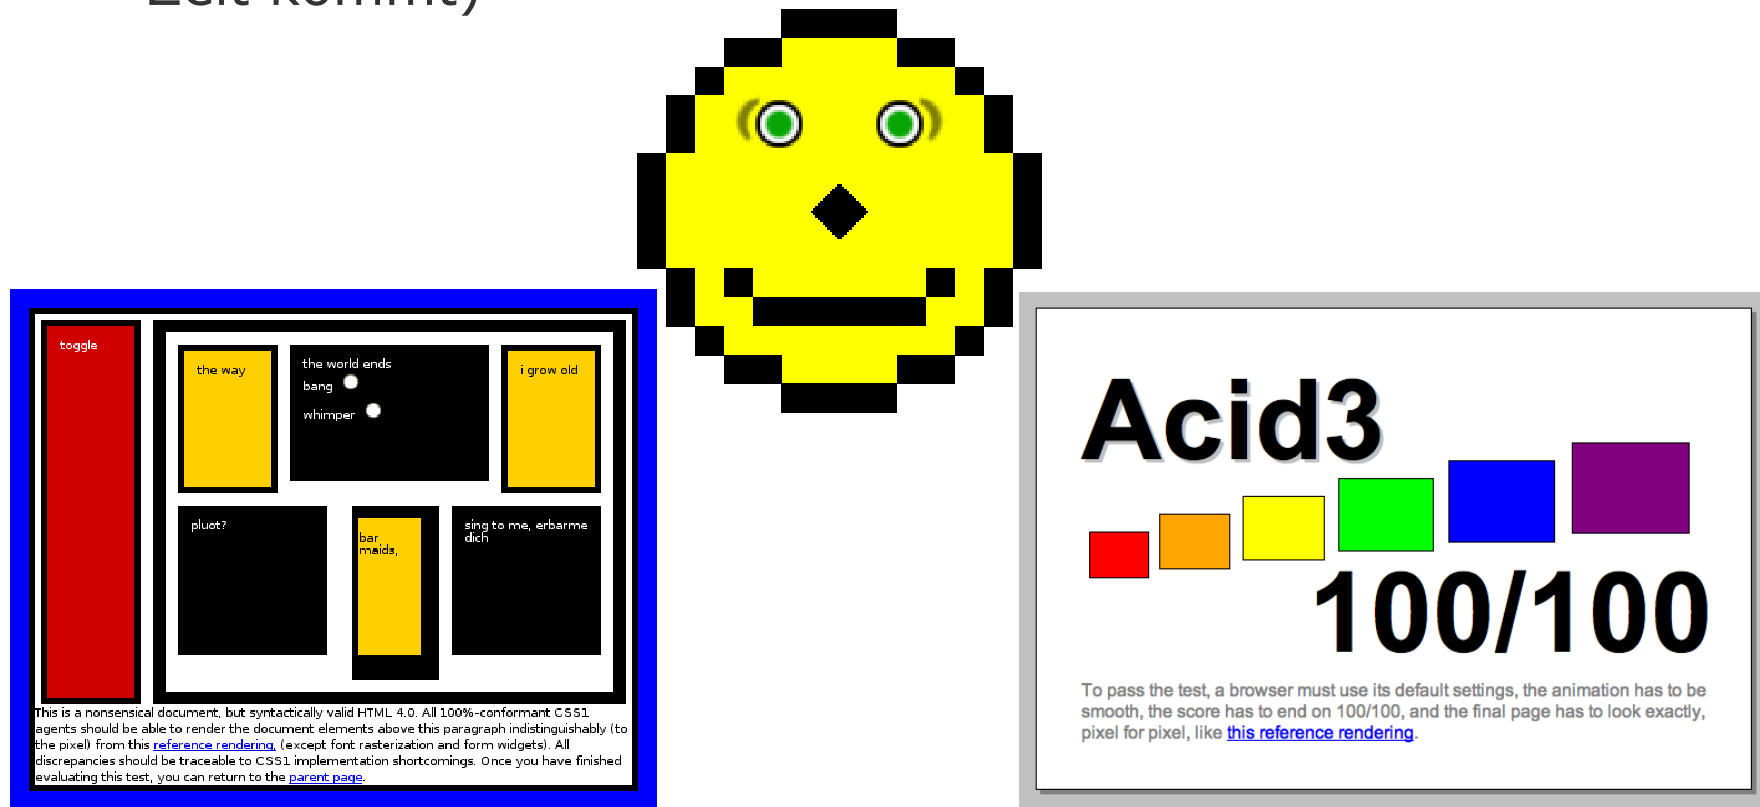 Zeit kommt)
toggle
the way
the world ends
bang
whimper
i grow old
pluot?
bar
maids,
sing to me, erbarme
dich
This is a nonsensical document, but syntactically valid HTML 4.0. All 100%-conformant CSS1
agents should be able to render the document elements above this paragraph indistinguishably (to
the pixel) from this reference rendering, (except font rasterization and form widgets). All
discrepancies should be traceable to CSS1 implementation shortcomings. Once you have finished
evaluating this test, you can return to the parent page.
Acid3
100/100
To pass the test, a browser must use its default settings, the animation has to be
smooth, the score has to end on 100/100, and the final page has to look exactly,
pixel for pixel, like this reference rendering.